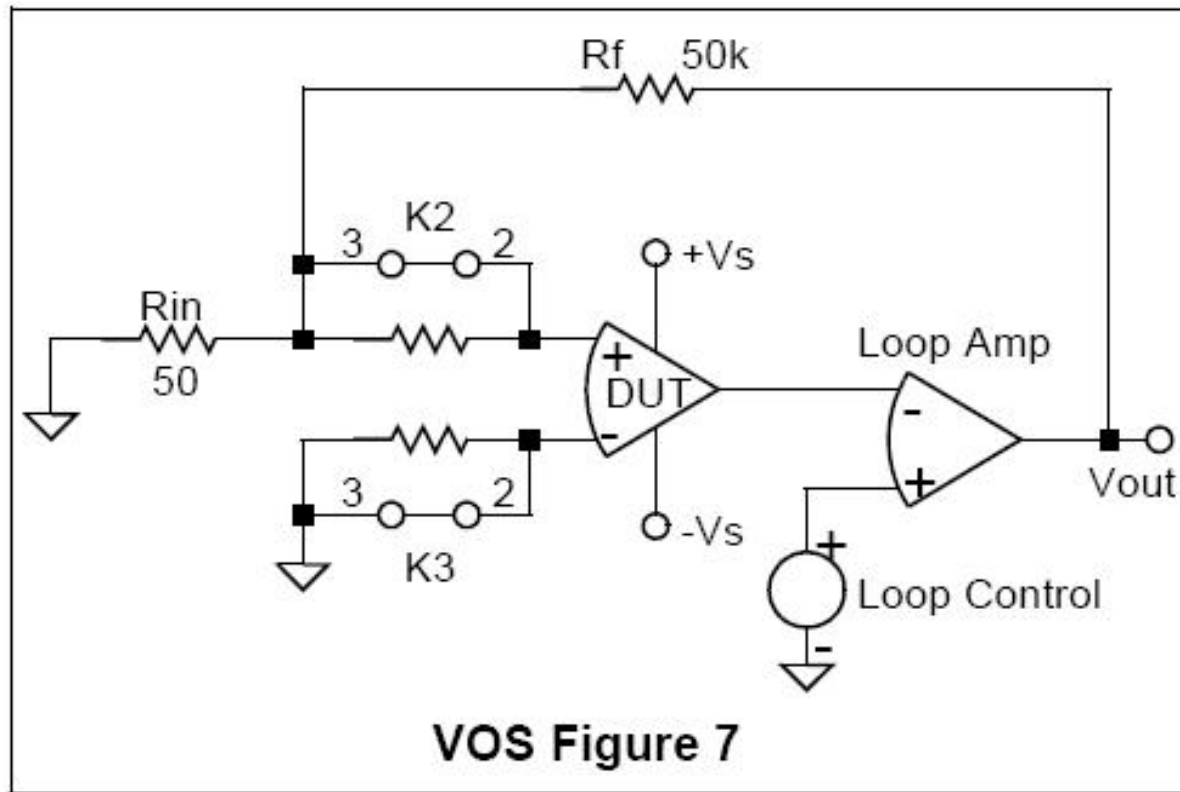 Rf 50k
K2
3 2
+Vs
Rin
50
+
DUT
-
Loop Amp
-
+
Vout
3 2
K3
-Vs
+
Loop Control
-
VOS Figure 7